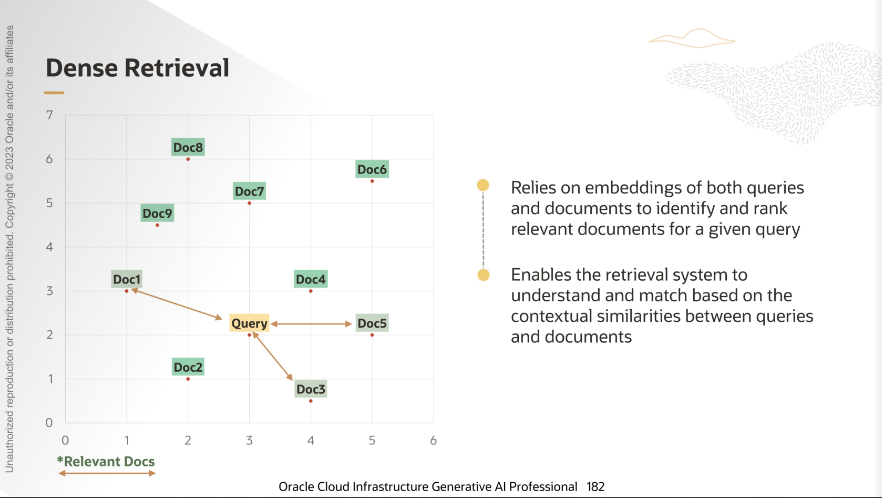 Unauthorized reproduction or distribution prohibited. Copyright © 2023 Oracle and/or its affiliates
Dense Retrieval
7
6
5
4
3
2
1
0
0 1 2 3 4 5 6
Doc8
Doc6
Doc7
Doc9
Doc1
Doc4
Query
Doc5
Doc2
Doc3
*Relevant Docs
Relies on embeddings of both queries
and documents to identify and rank
relevant documents for a given query
Enables the retrieval system to
understand and match based on the
contextual similarities between queries
and documents
Oracle Cloud Infrastructure Generative AI Professional 182